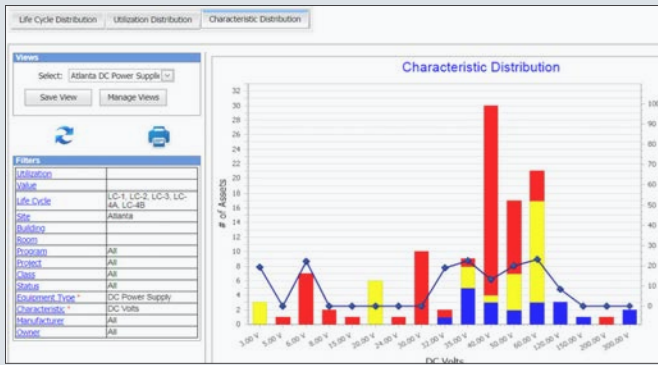 Life Cycle Distribution Utilization Distribution Characteristic Distribution
Views
Select: Atlanta DC Power Supplie
Save View Manage Views
Filters
Utilization
Value
Life Cycle LC-1, LC-2, LC-3, LC-
4A, LC-4B
Site Atlanta
Building
Room
Program All
Project All
Class All
Status All
Equipment Type * DC Power Supply
Characteristic * DC Volts
Manufacturer All
Owner All
Characteristic Distribution
# of Assets
32
30
28
26
24
22
20
18
16
14
12
10
8
6
4
2
0
100
90
80
70
60
50
40
30
20
10
0
3.00 V 5.00 V 6.00 V 8.00 V 15.00 V 20.00 V 24.00 V 30.00 V 32.00 V 35.00 V 40.00 V 50.00 V 60.00 V 120.00 V 150.00 V 200.00 V 300.00 V
DC Volts